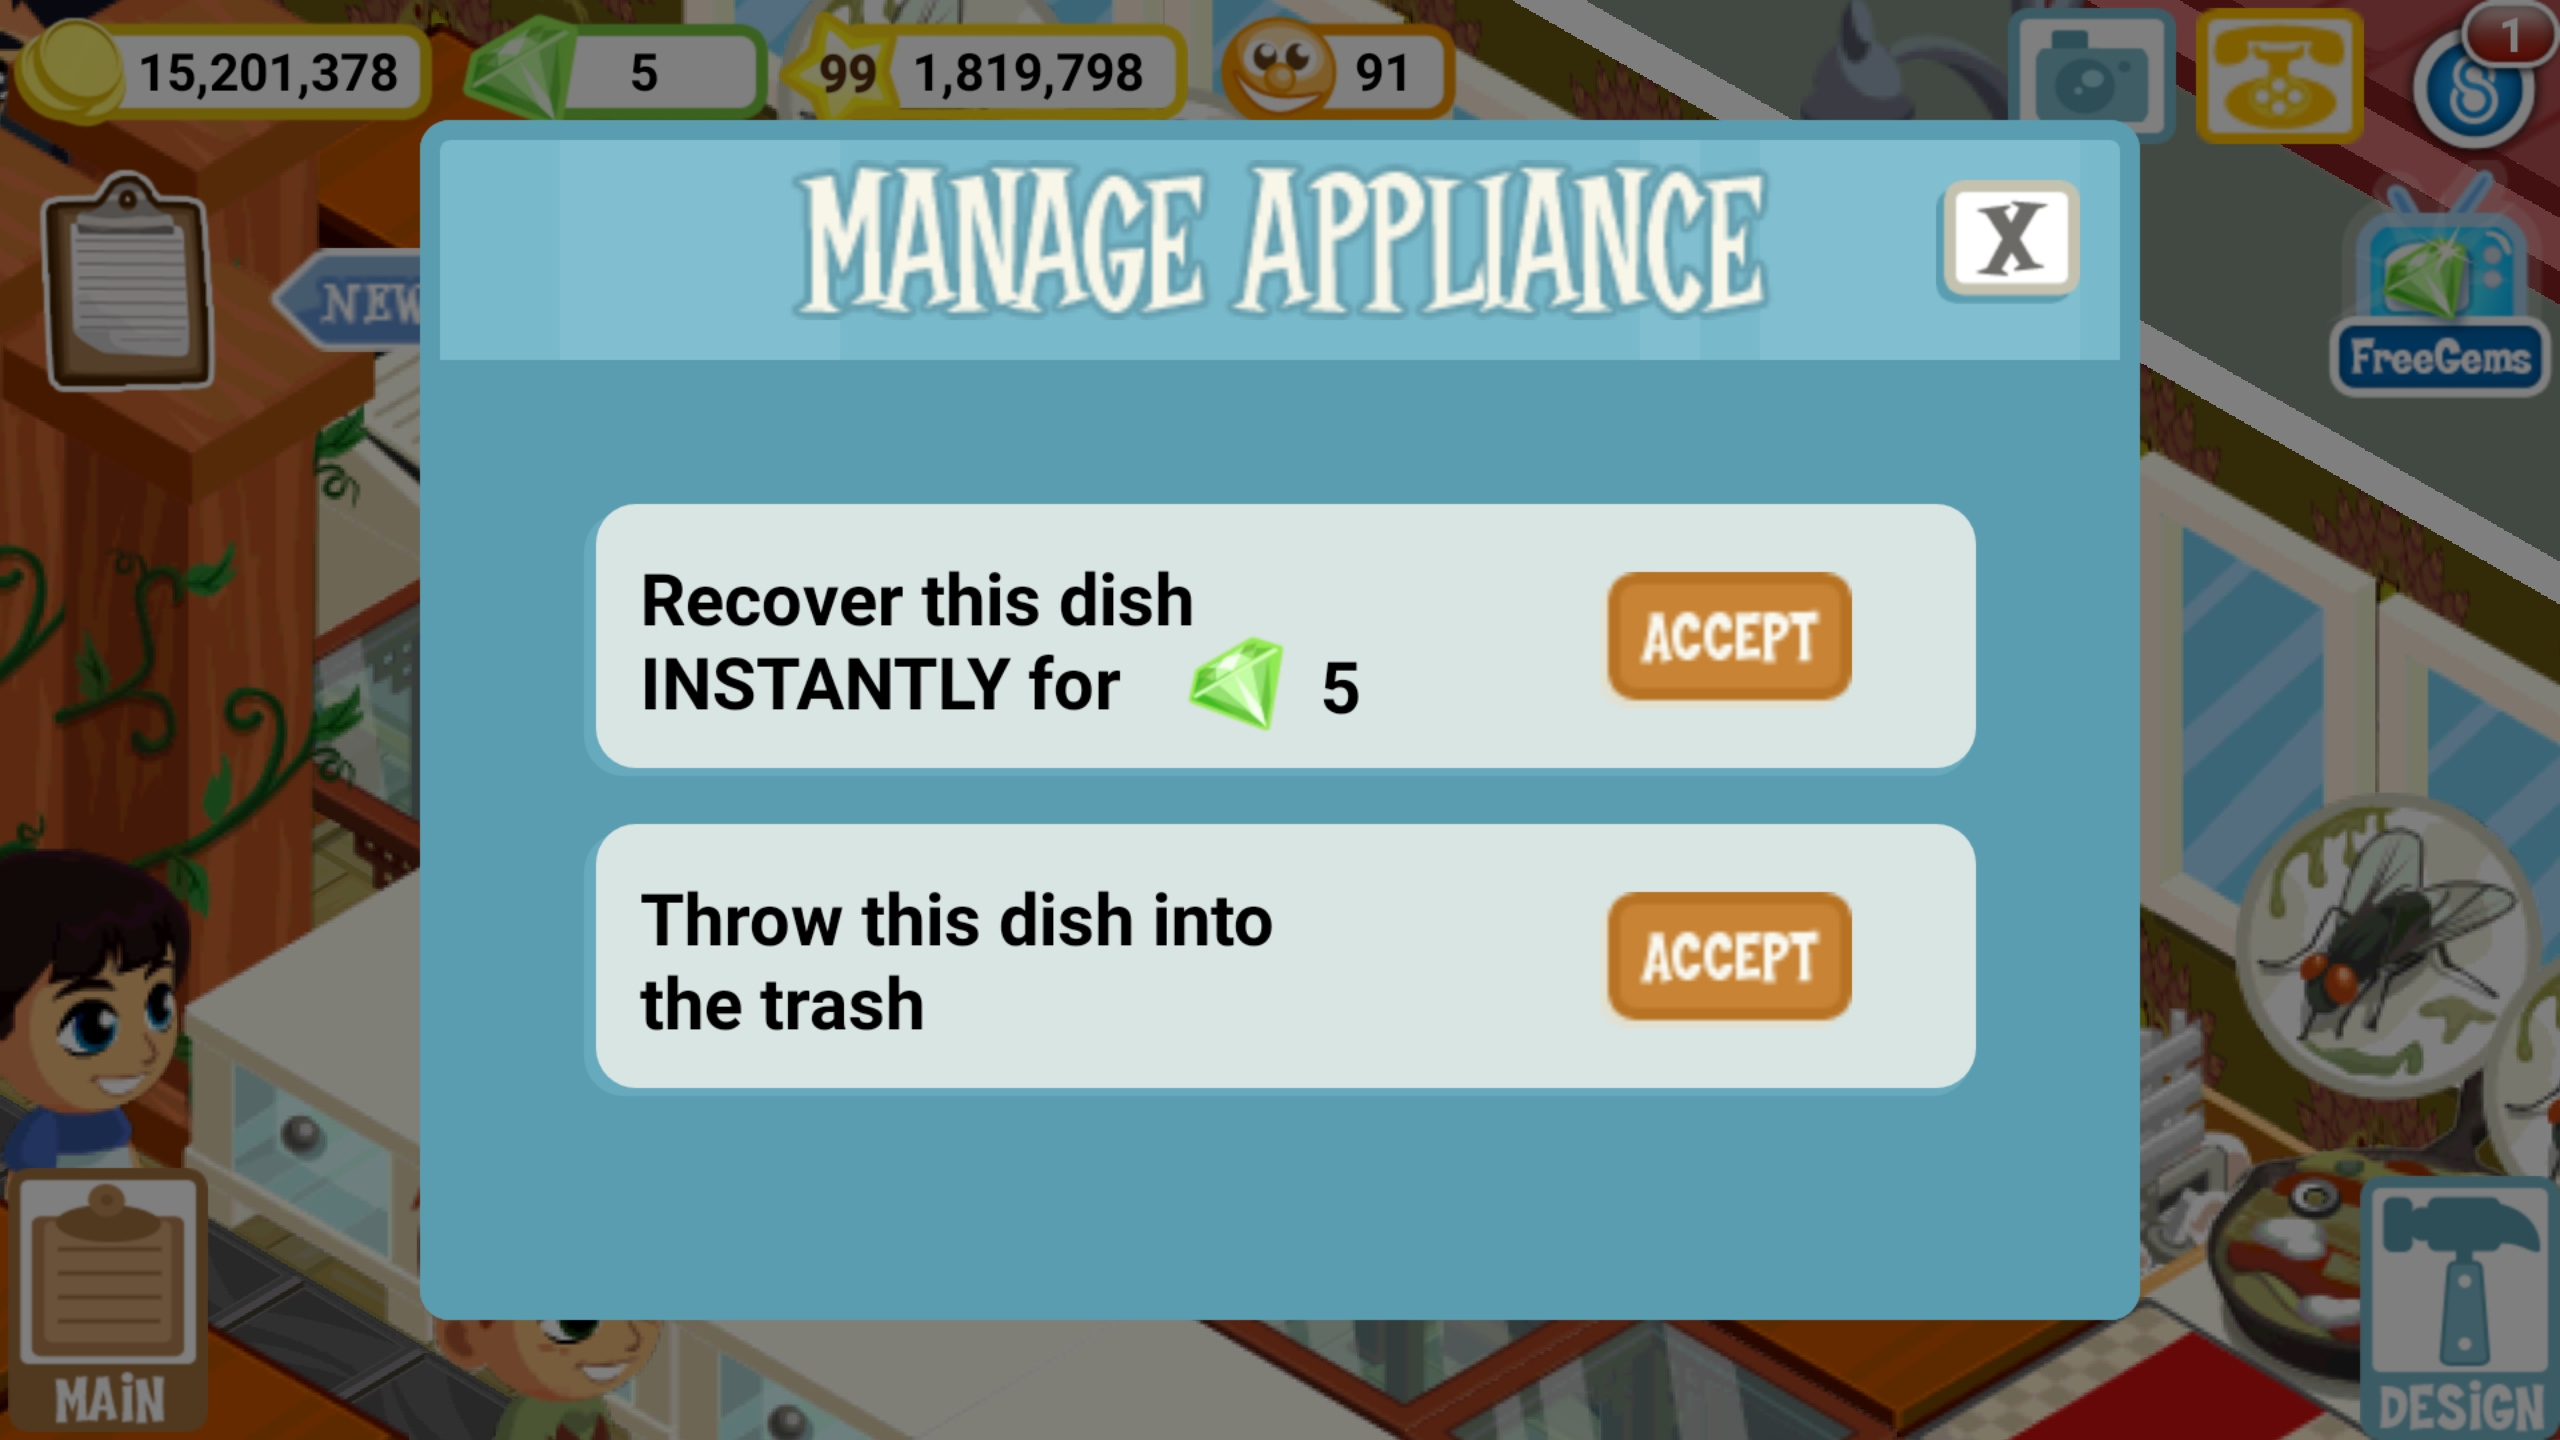 15,201,378
5
99
1,819,798
91
1
NEW
FreeGems
MANAGE APPLIANCE
X
Recover this dish
INSTANTLY for 5
ACCEPT
Throw this dish into
the trash
ACCEPT
MAiN
DESiGN